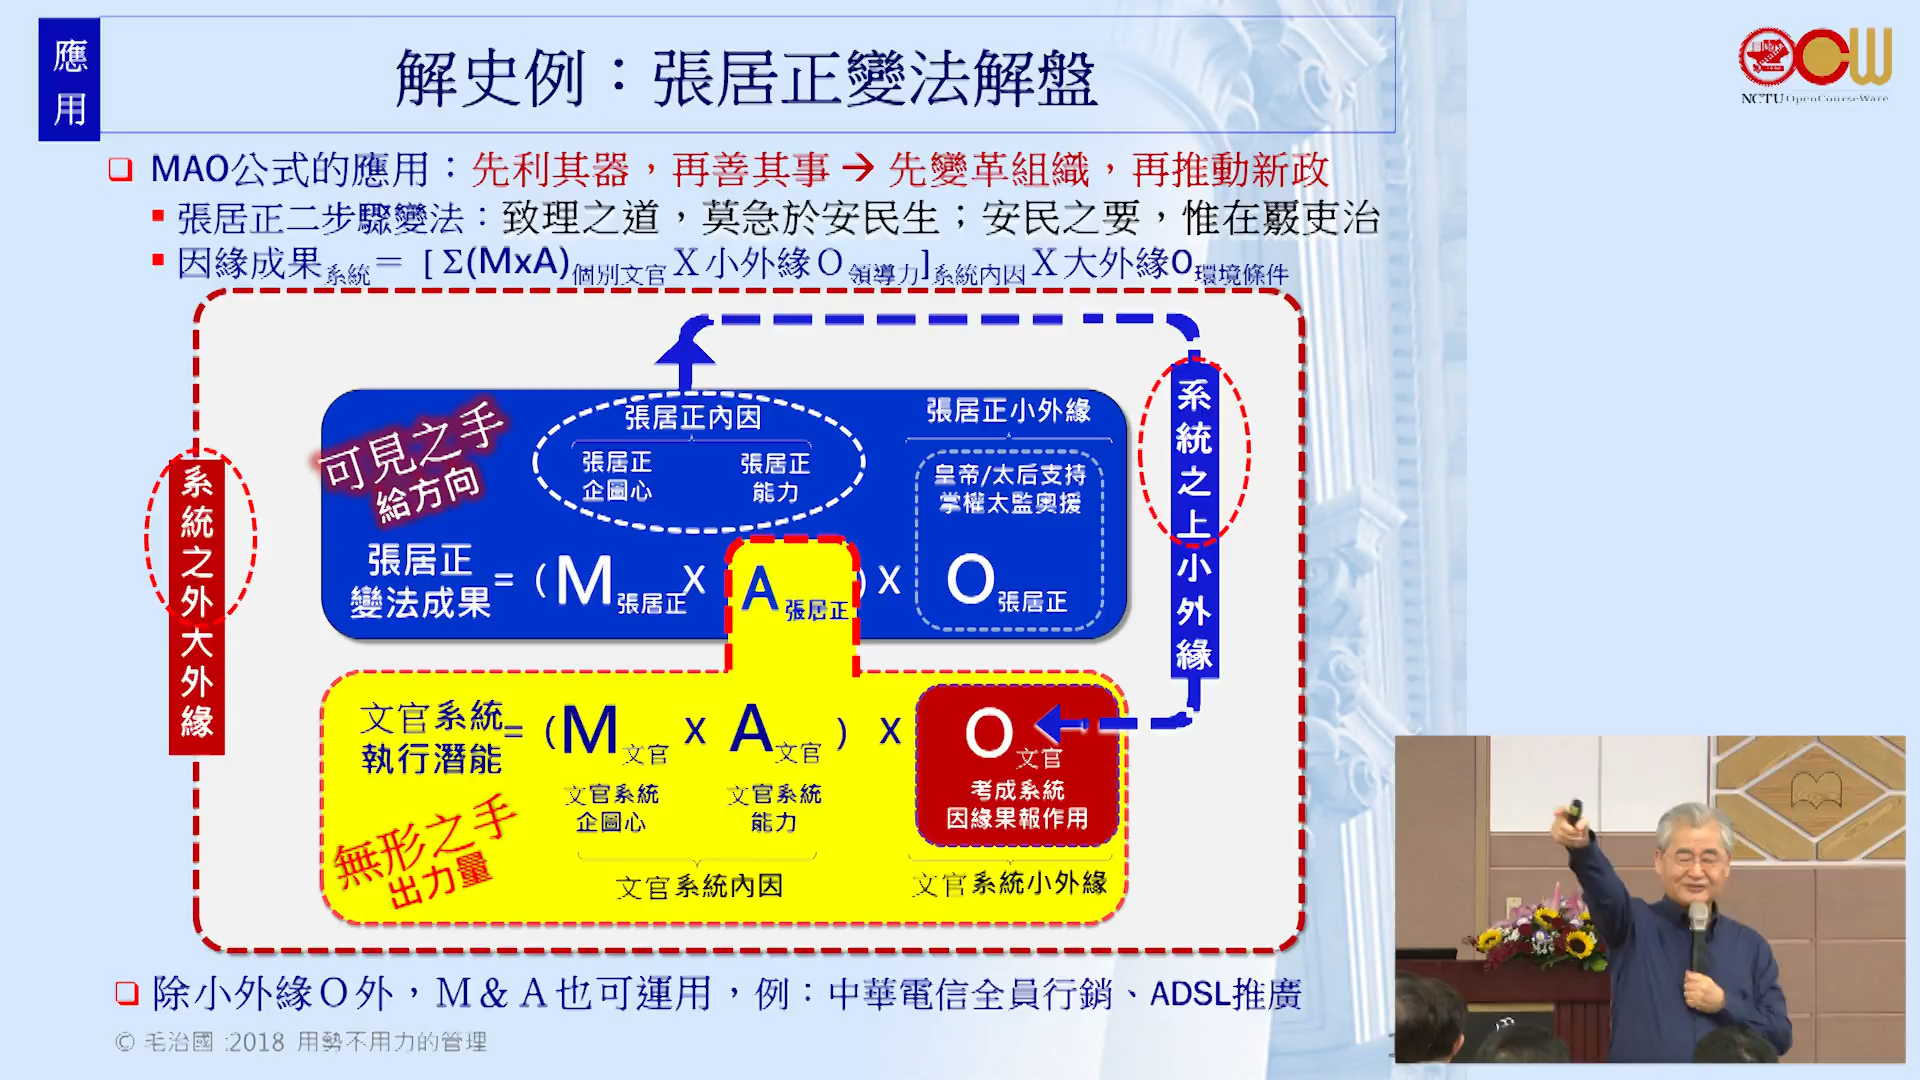 應用
解史例：張居正變法解盤
NCTU OpenCourseWare
MAO公式的應用：先利其器，再善其事→先變革組織，再推動新政
張居正二步驟變法：致理之道，莫急於安民生；安民之要，惟在覈吏治
因緣成果系統＝［Σ(MxA)個別文官Ｘ小外緣Ｏ領導力]系統內因Ｘ大外緣O環境條件
系統之外大外緣
系統之上小外緣
可見之手
給方向
張居正內因
張居正小外緣
張居正
企圖心
張居正
能力
皇帝/太后支持
掌權太監奧援
張居正
變法成果
= (M張居正X A張居正) X O張居正
文官系統
執行潛能
= (M文官 X A文官 ) X O文官
文官系統
企圖心
文官系統
能力
考成系統
因緣果報作用
無形之手
出力量
文官系統內因
文官系統小外緣
除小外緣Ｏ外，Ｍ＆Ａ也可運用，例：中華電信全員行銷、ADSL推廣
© 毛治國 :2018 用勢不用力的管理